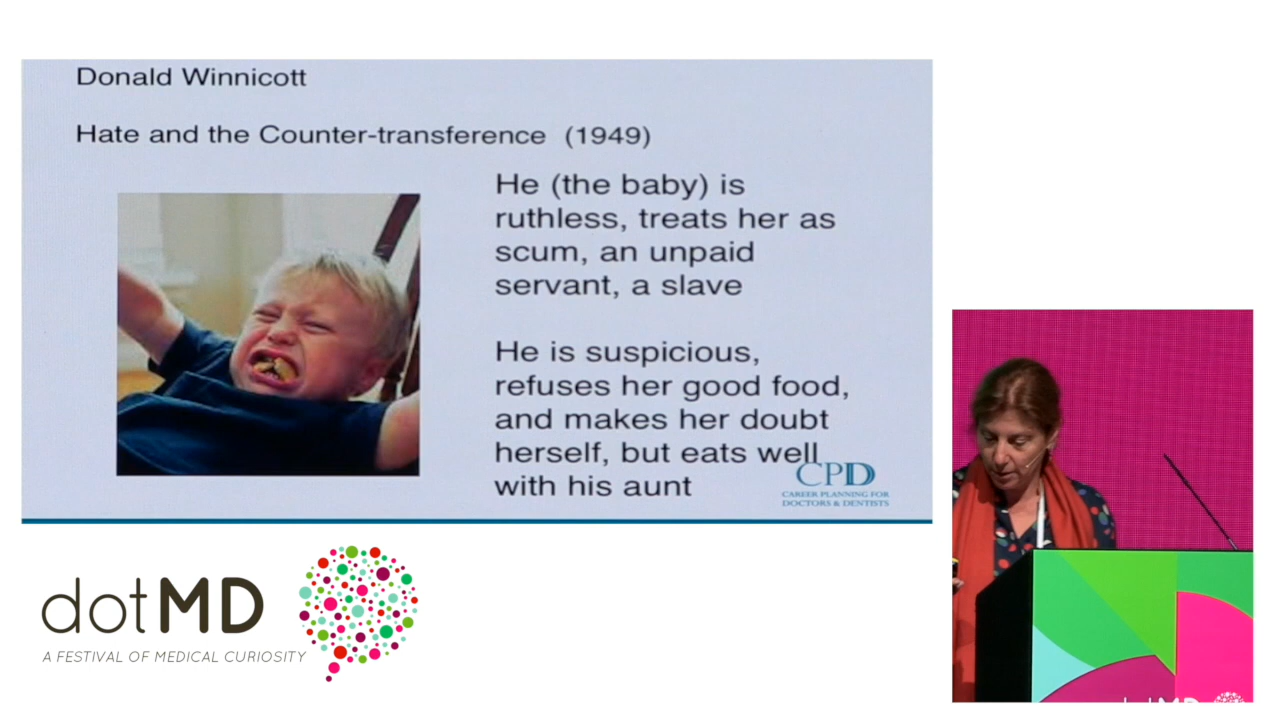 Donald Winnicott
Hate and the Counter-transference (1949)
He (the baby) is
ruthless, treats her as
scum, an unpaid
servant, a slave
He is suspicious,
refuses her good food,
and makes her doubt
herself, but eats well
with his aunt
CPD
CAREER PLANNING FOR
DOCTORS & DENTISTS
dotMD
A FESTIVAL OF MEDICAL CURIOSITY